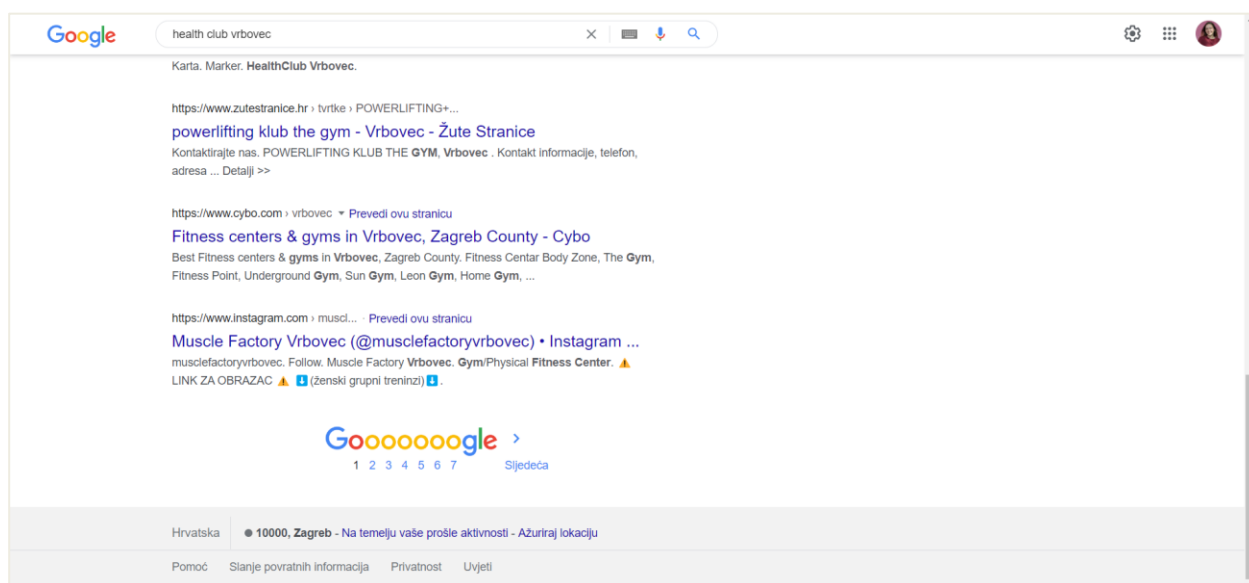 Google
health club vrbovec
Karta. Marker. HealthClub Vrbovec.
https://www.zutestranice.hr › tvrtke › POWERLIFTING+...
powerlifting klub the gym - Vrbovec - Žute Stranice
Kontaktirajte nas. POWERLIFTING KLUB THE GYM, Vrbovec . Kontakt informacije, telefon,
adresa ... Detalji >>
https://www.cybo.com › vrbovec ▾ Prevedi ovu stranicu
Fitness centers & gyms in Vrbovec, Zagreb County - Cybo
Best Fitness centers & gyms in Vrbovec, Zagreb County. Fitness Centar Body Zone, The Gym,
Fitness Point, Underground Gym, Sun Gym, Leon Gym, Home Gym, ...
https://www.instagram.com › muscl... · Prevedi ovu stranicu
Muscle Factory Vrbovec (@musclefactoryvrbovec) • Instagram ...
musclefactoryvrbovec. Follow. Muscle Factory Vrbovec. Gym/Physical Fitness Center. ⚠️
LINK ZA OBRAZAC ⚠️ ⬇️(ženski grupni treninzi)⬇️.
Gooooooogle >
1 2 3 4 5 6 7 Sljedeća
Hrvatska ● 10000, Zagreb - Na temelju vaše prošle aktivnosti - Ažuriraj lokaciju
Pomoć Slanje povratnih informacija Privatnost Uvjeti